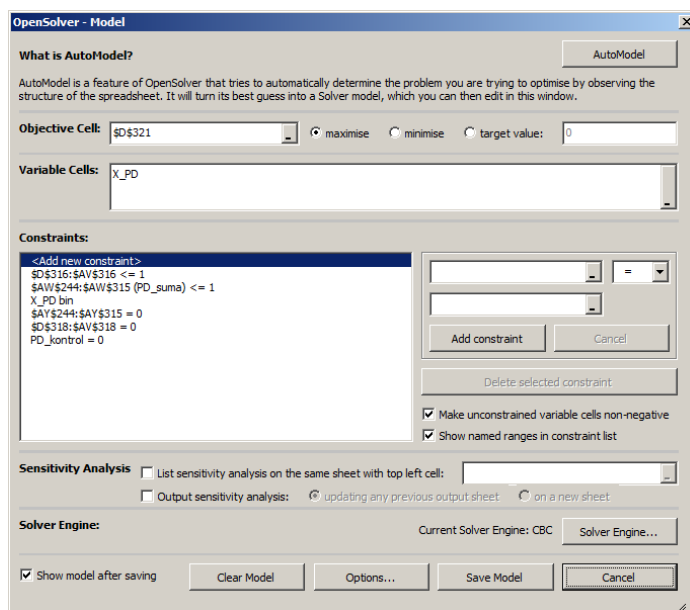 OpenSolver - Model
What is AutoModel?
AutoModel
AutoModel is a feature of OpenSolver that tries to automatically determine the problem you are trying to optimise by observing the
structure of the spreadsheet. It will turn its best guess into a Solver model, which you can then edit in this window.
Objective Cell: $D$321 _ maximise minimise target value: 0
Variable Cells: X_PD _
Constraints:
<Add new constraint>
$D$316:$AV$316 <= 1
$AW$244:$AW$315 (PD_suma) <= 1
X_PD bin
$AY$244:$AY$315 = 0
$D$318:$AV$318 = 0
PD_kontrol = 0
_ =
_
Add constraint Cancel
Delete selected constraint
Make unconstrained variable cells non-negative
Show named ranges in constraint list
Sensitivity Analysis List sensitivity analysis on the same sheet with top left cell: _
Output sensitivity analysis: updating any previous output sheet on a new sheet
Solver Engine: Current Solver Engine: CBC Solver Engine...
Show model after saving Clear Model Options... Save Model Cancel